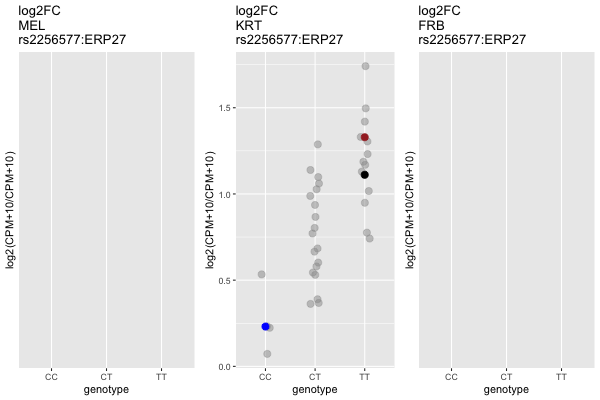 log2FC
MEL
rs2256577:ERP27
log2(CPM+10/CPM+10)
CC CT TT
genotype
log2FC
KRT
rs2256577:ERP27
log2(CPM+10/CPM+10)
1.5
1.0
0.5
0.0
CC CT TT
genotype
log2FC
FRB
rs2256577:ERP27
log2(CPM+10/CPM+10)
CC CT TT
genotype